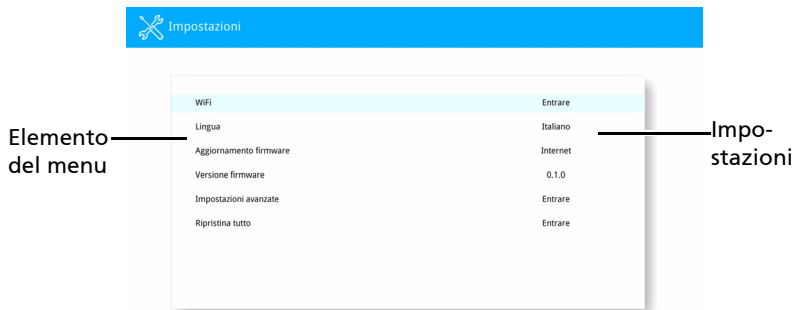 Impostazioni
WiFi Entrare
Lingua Italiano
Aggiornamento firmware Internet
Versione firmware 0.1.0
Impostazioni avanzate Entrare
Ripristina tutto Entrare
Elemento
del menu
Impo-
stazioni